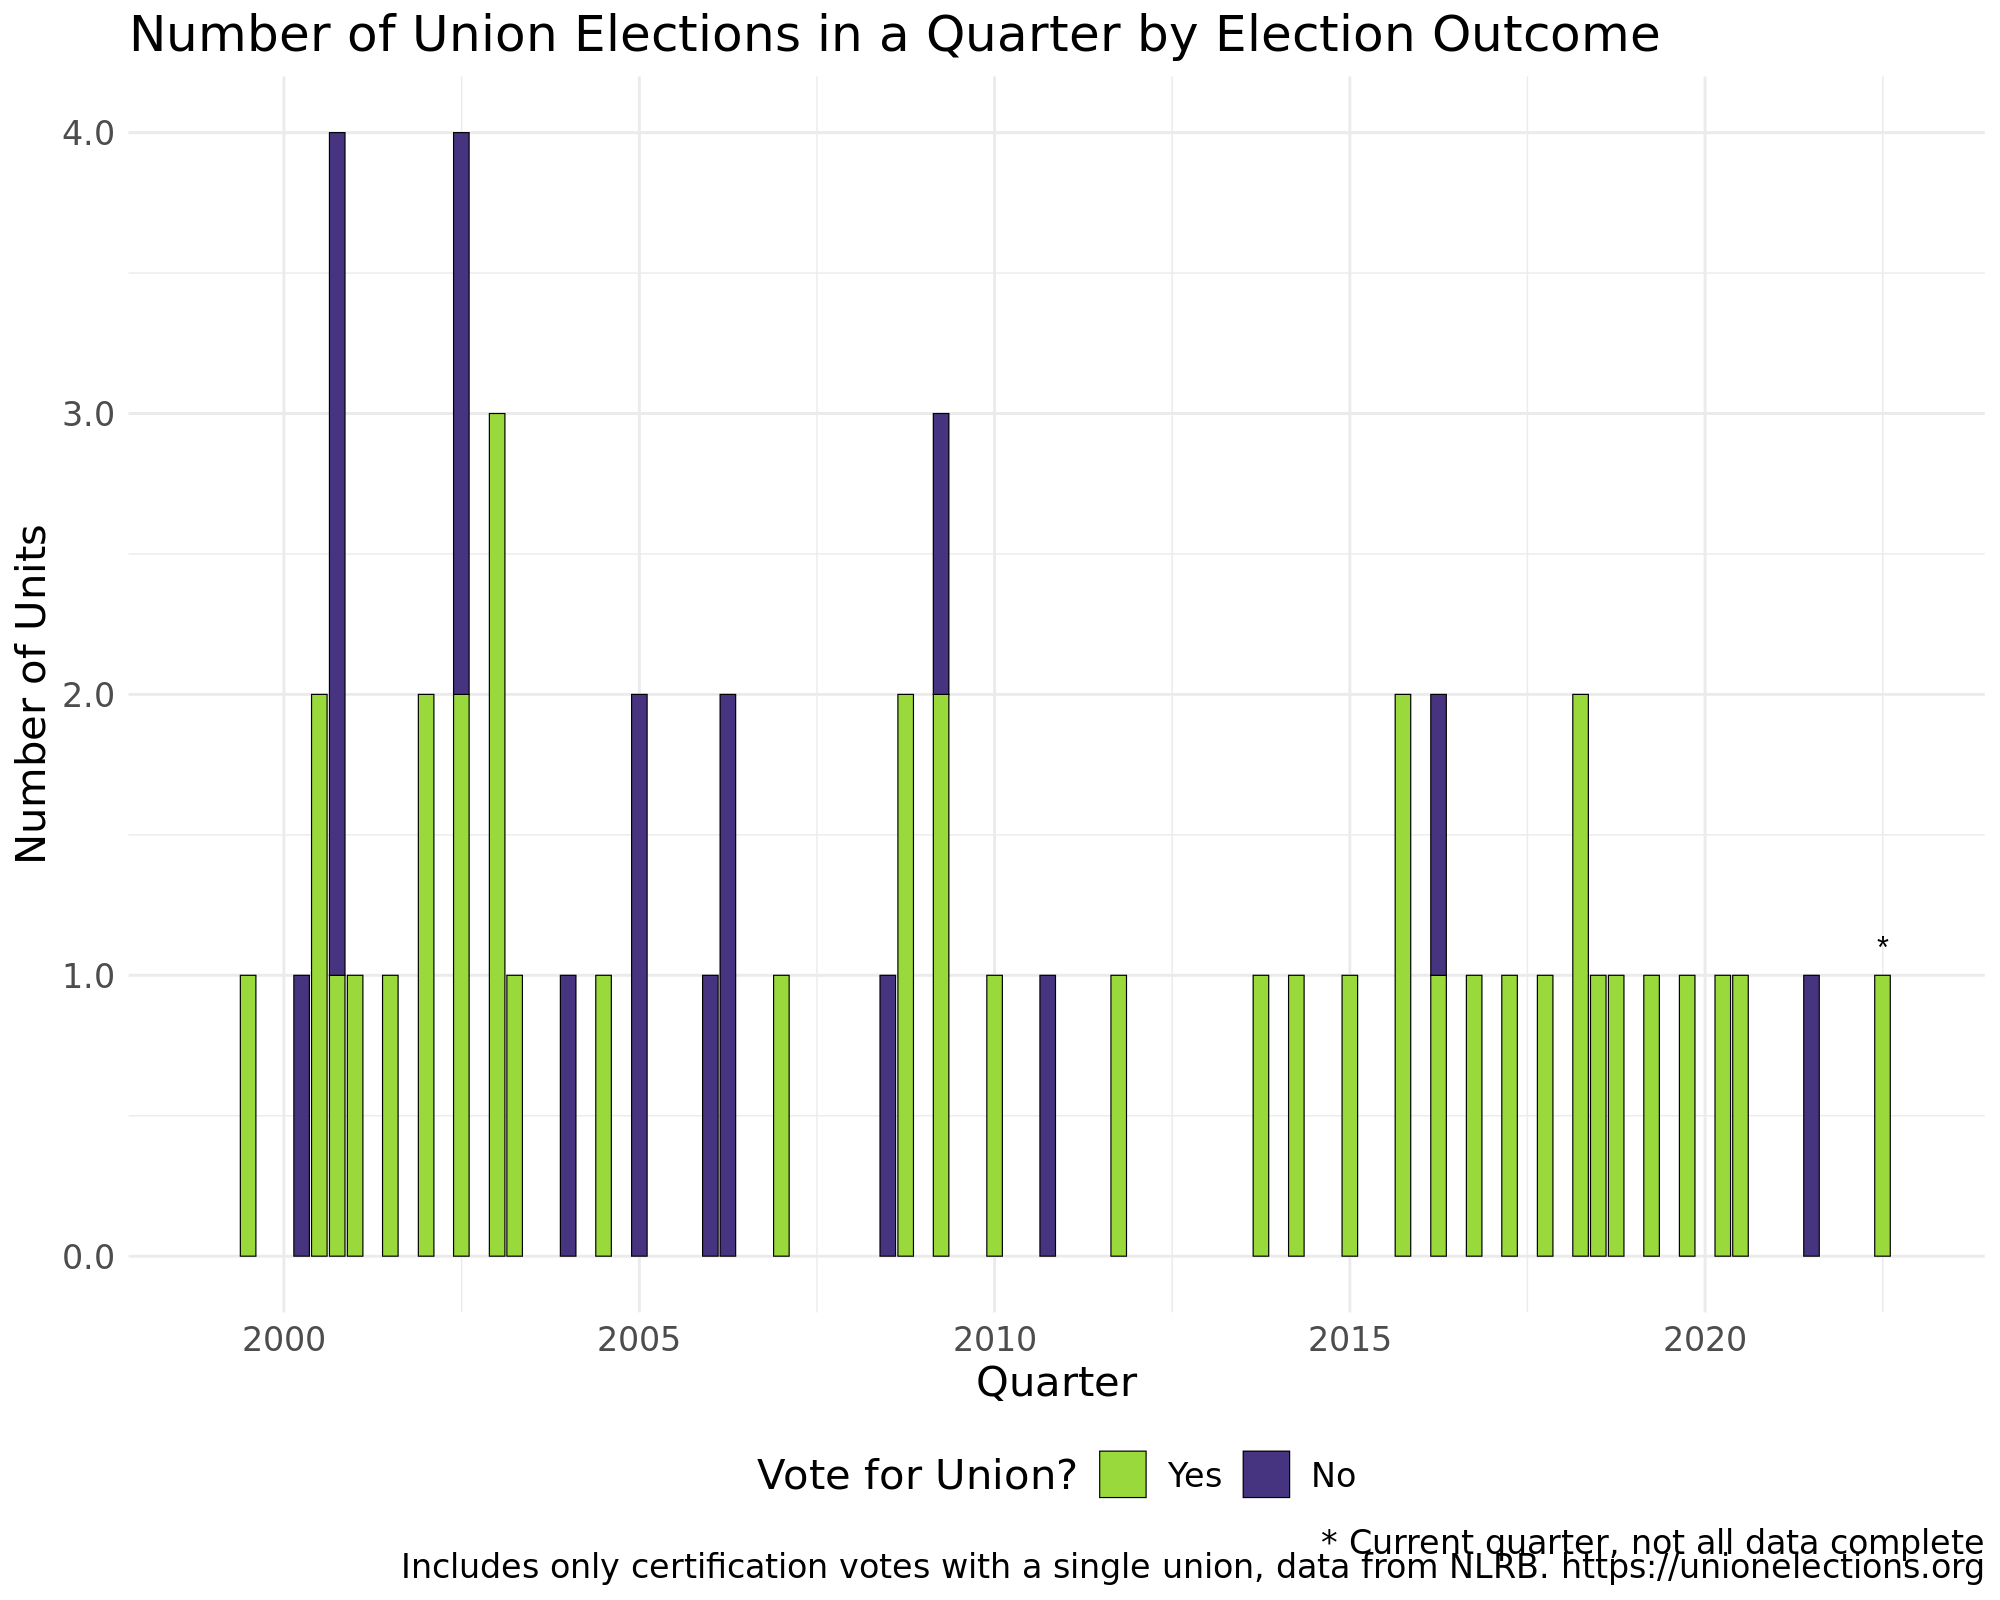 Number of Union Elections in a Quarter by Election Outcome
Number of Units
4.0
3.0
2.0
1.0
0.0
*
2000 2005 2010 2015 2020
Quarter
Vote for Union? Yes No
* Current quarter, not all data complete
Includes only certification votes with a single union, data from NLRB. https://unionelections.org